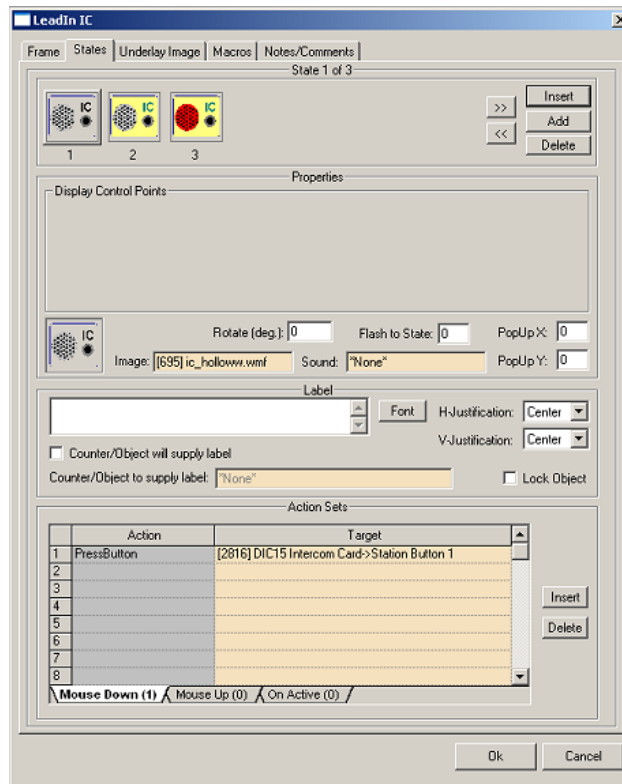 LeadIn IC
Frame States Underlay Image Macros Notes/Comments
State 1 of 3
IC IC IC
>> Insert
<< Add
Delete
1 2 3
Properties
Display Control Points
IC
Rotate (deg.): 0 Flash to State: 0 PopUp X: 0
Image: [695] ic_holloww.wmf Sound: "None" PopUp Y: 0
Label
Font H-Justification: Center
V-Justification: Center
Counter/Object will supply label
Counter/Object to supply label: "None" Lock Object
Action Sets
Action Target
1 PressButton [2816] DIC15 Intercom Card->Station Button 1
2
3
4
5
6
7
8
Insert
Delete
Mouse Down (1) Mouse Up (0) On Active (0)
Ok Cancel